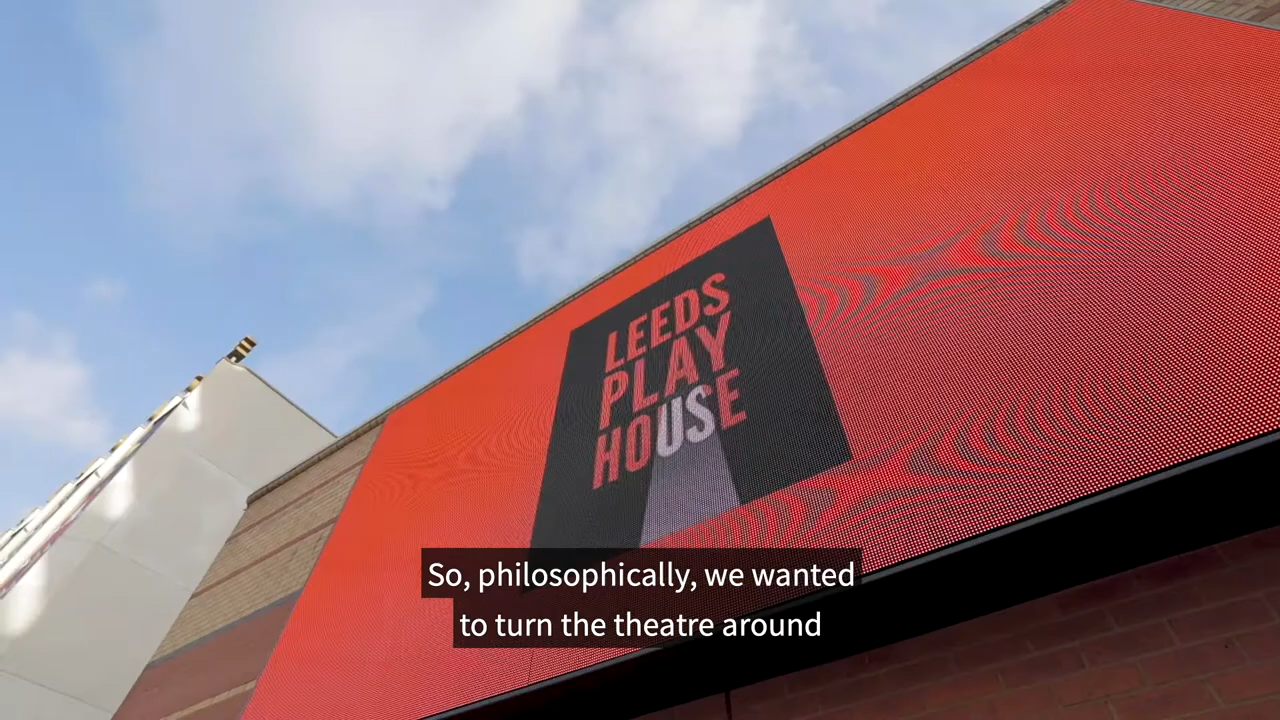 LEEDS
PLAY
HOUSE
So, philosophically, we wanted
to turn the theatre around